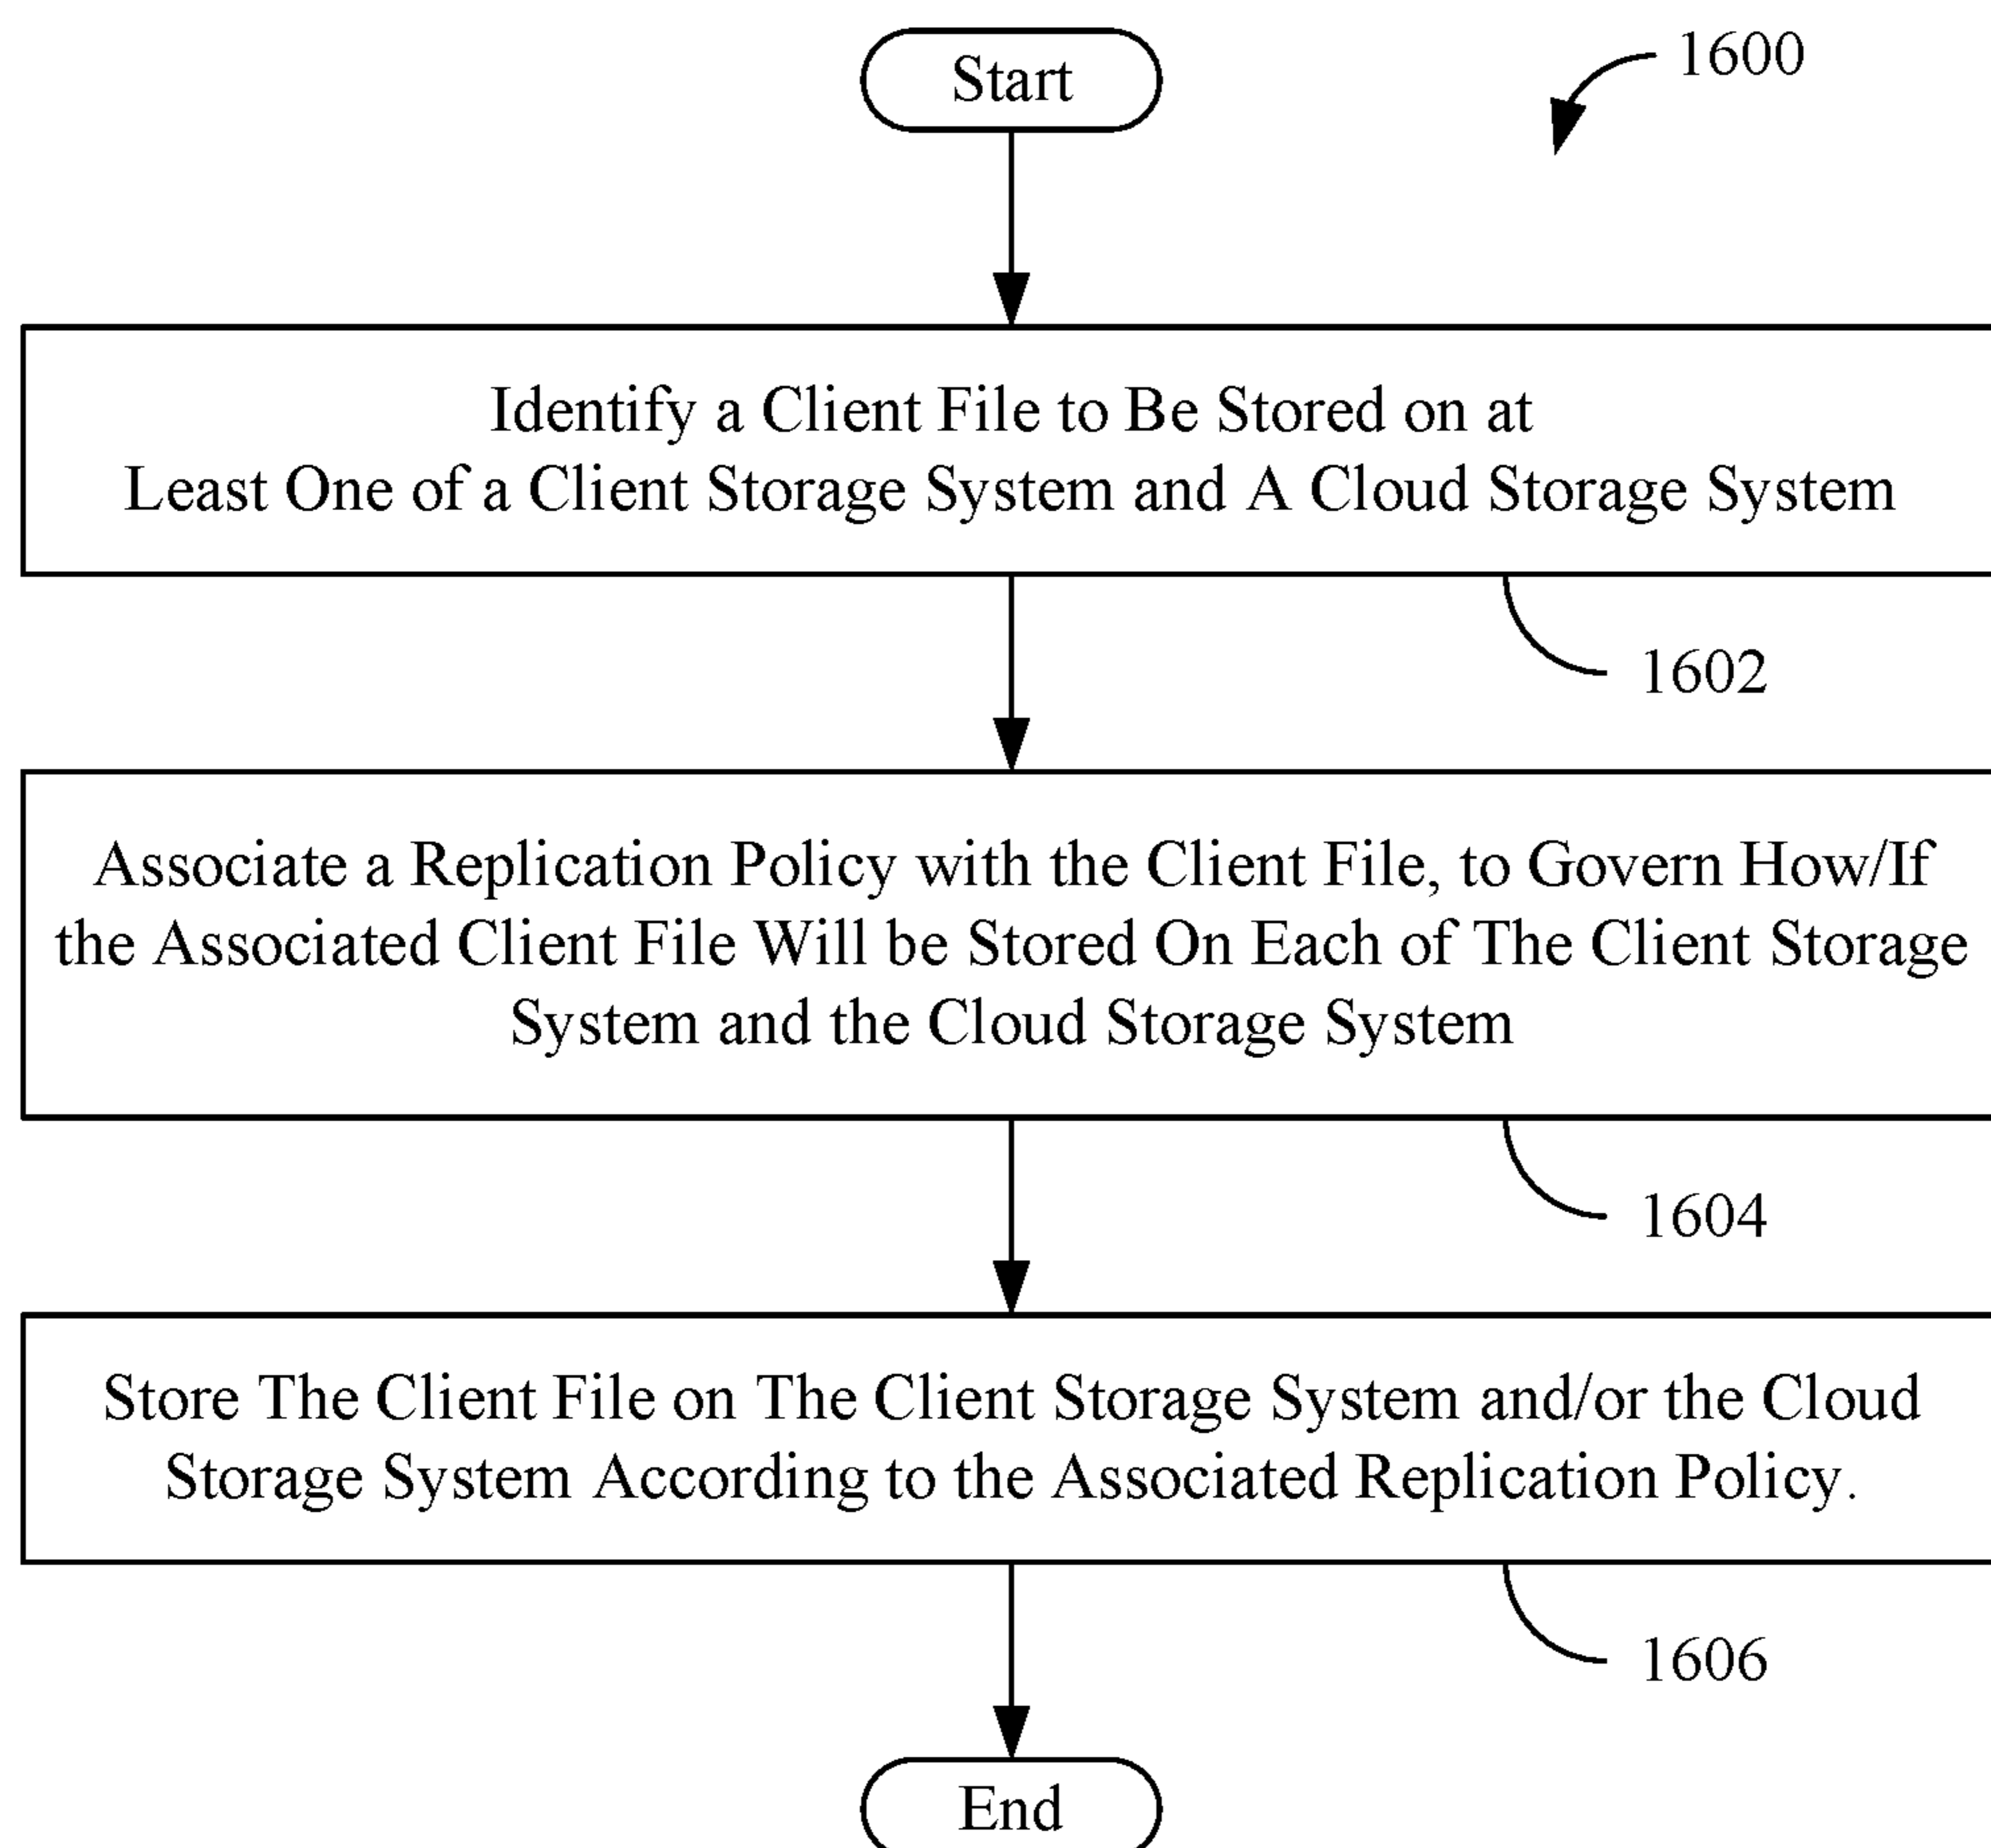 Start
1600
Identify a Client File to Be Stored on at
Least One of a Client Storage System and A Cloud Storage System
1602
Associate a Replication Policy with the Client File, to Govern How/If
the Associated Client File Will be Stored On Each of The Client Storage
System and the Cloud Storage System
1604
Store The Client File on The Client Storage System and/or the Cloud
Storage System According to the Associated Replication Policy.
1606
End